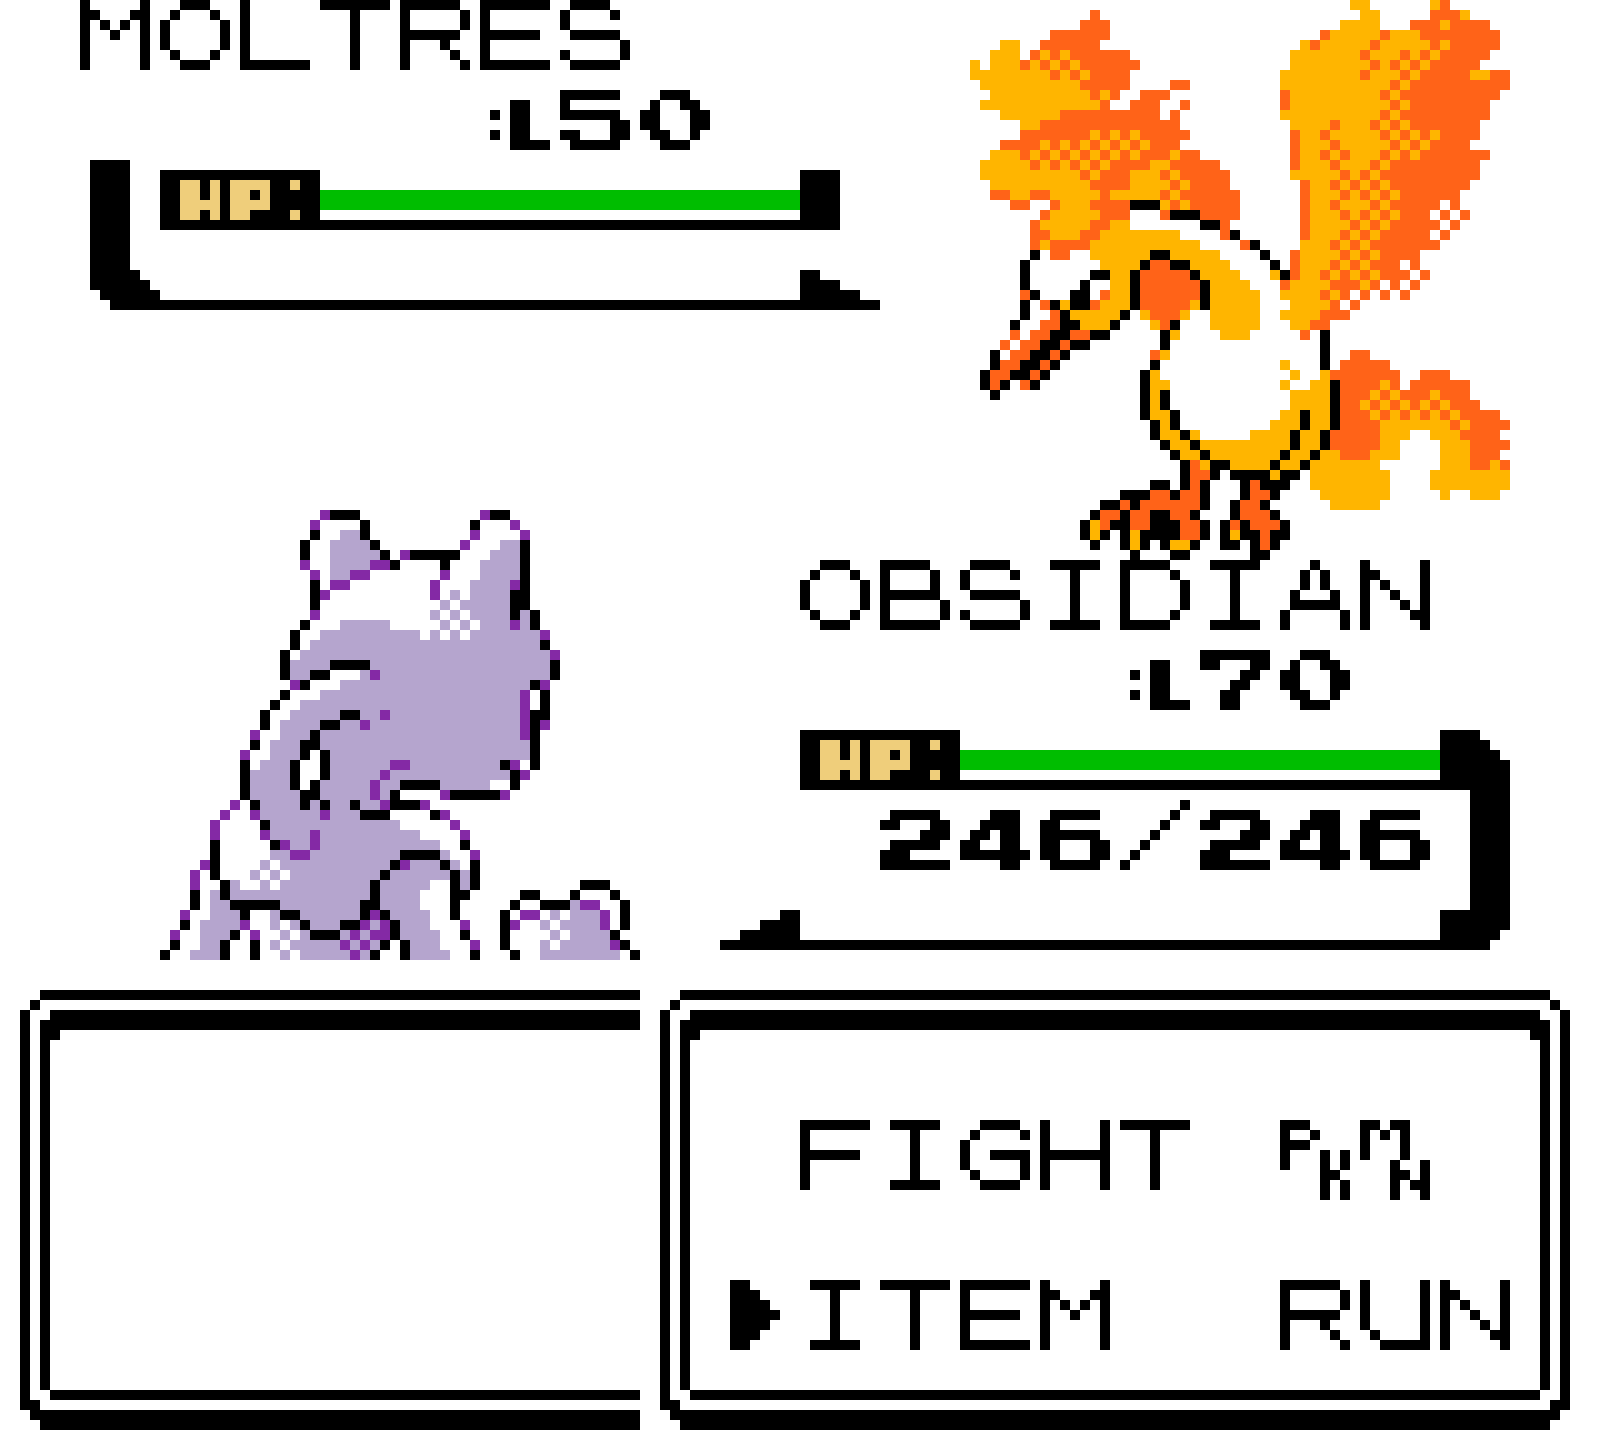 MOLTRES
:L50
HP:
OBSIDIAN
:L70
HP:
246/246
FIGHT PKMN
▶ITEM RUN